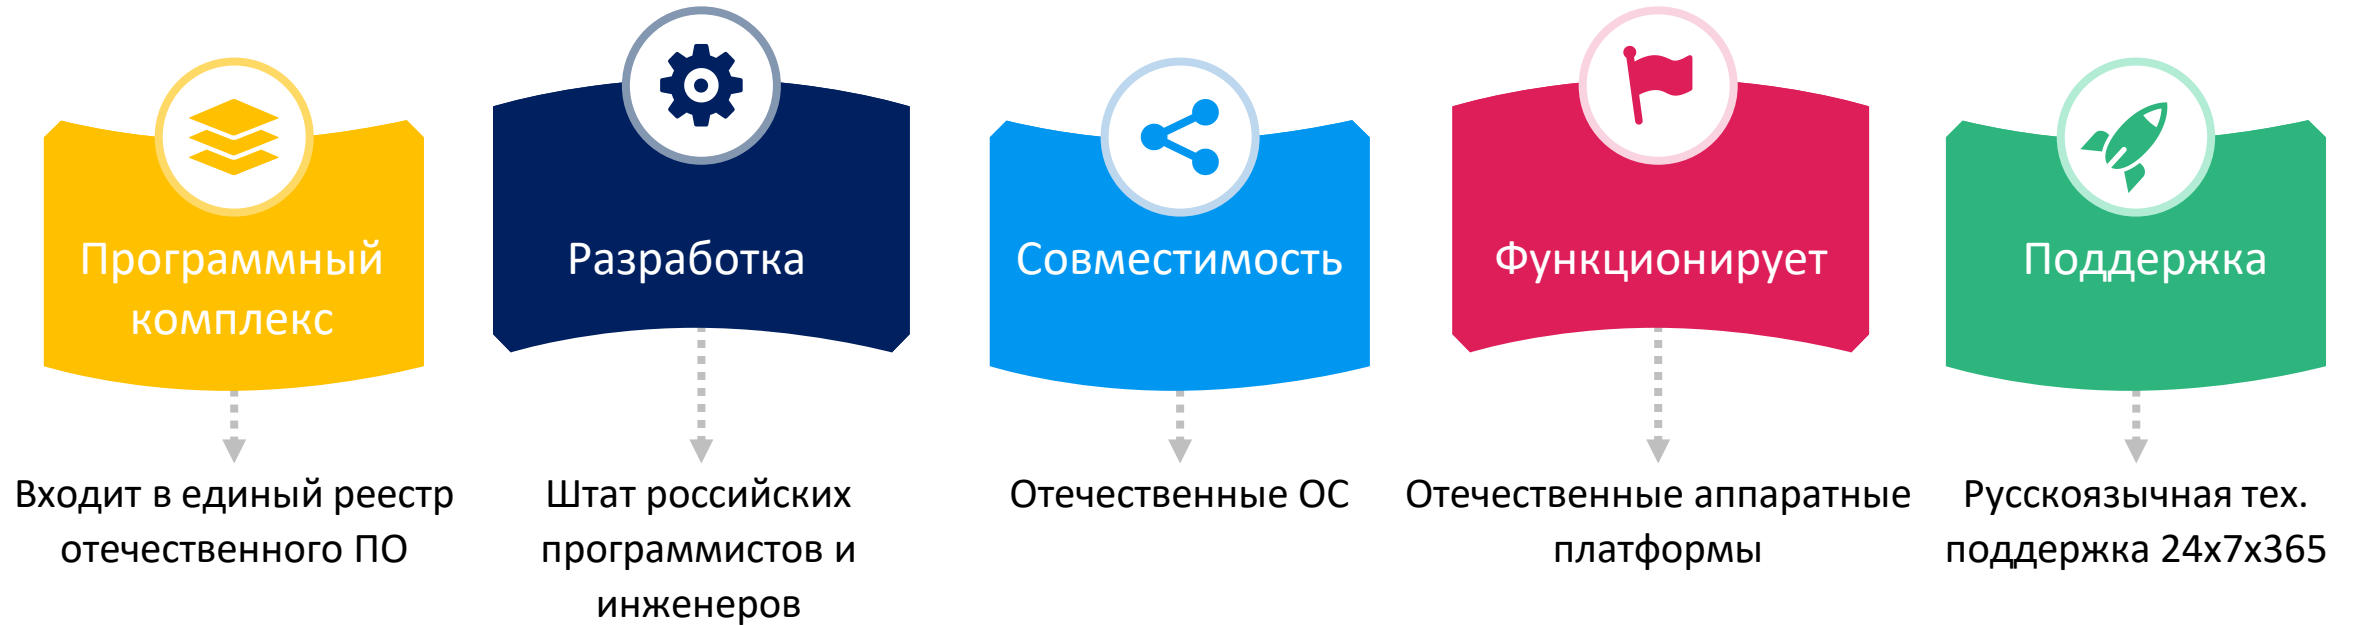 Программный
комплекс
Разработка
Совместимость
Функционирует
Поддержка
Входит в единый реестр
отечественного ПО
Штат российских
программистов и
инженеров
Отечественные ОС
Отечественные аппаратные
платформы
Русскоязычная тех.
поддержка 24х7х365